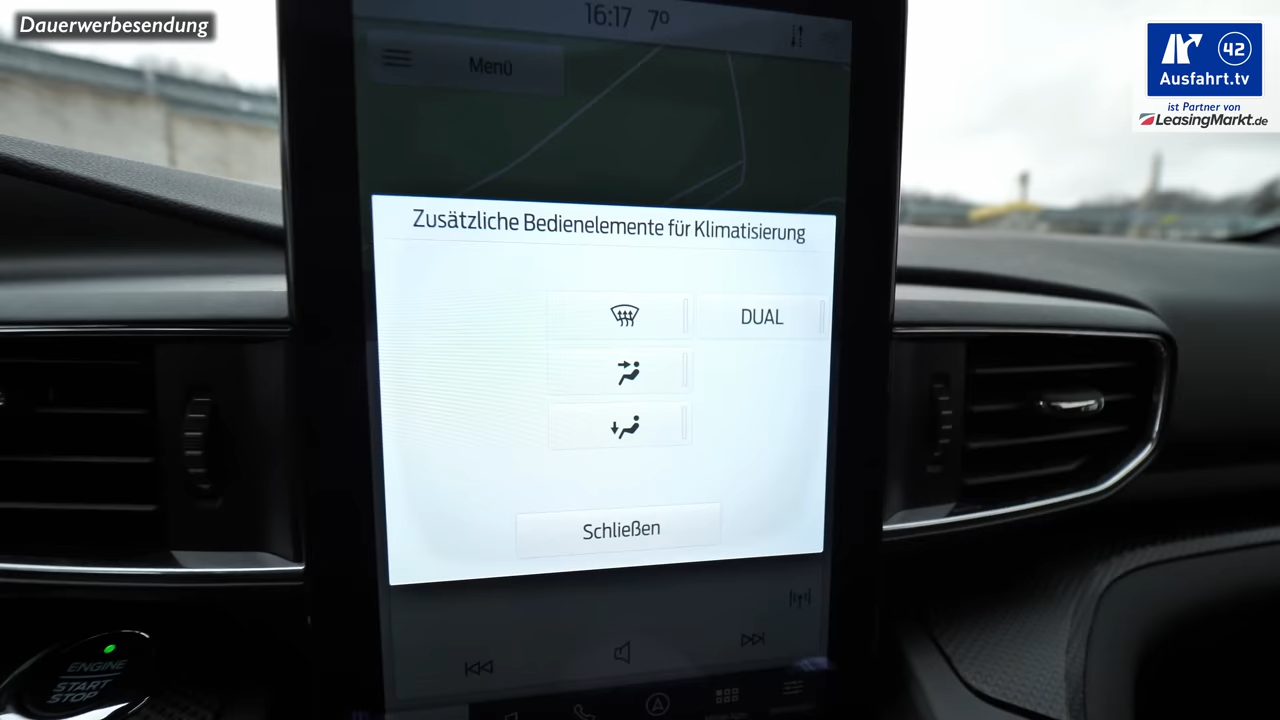 Dauerwerbesendung
16:17 7°
Menü
42
Ausfahrt.tv
ist Partner von
LeasingMarkt.de
Zusätzliche Bedienelemente für Klimatisierung
DUAL
Schließen
A
ENGINE
START
STOP